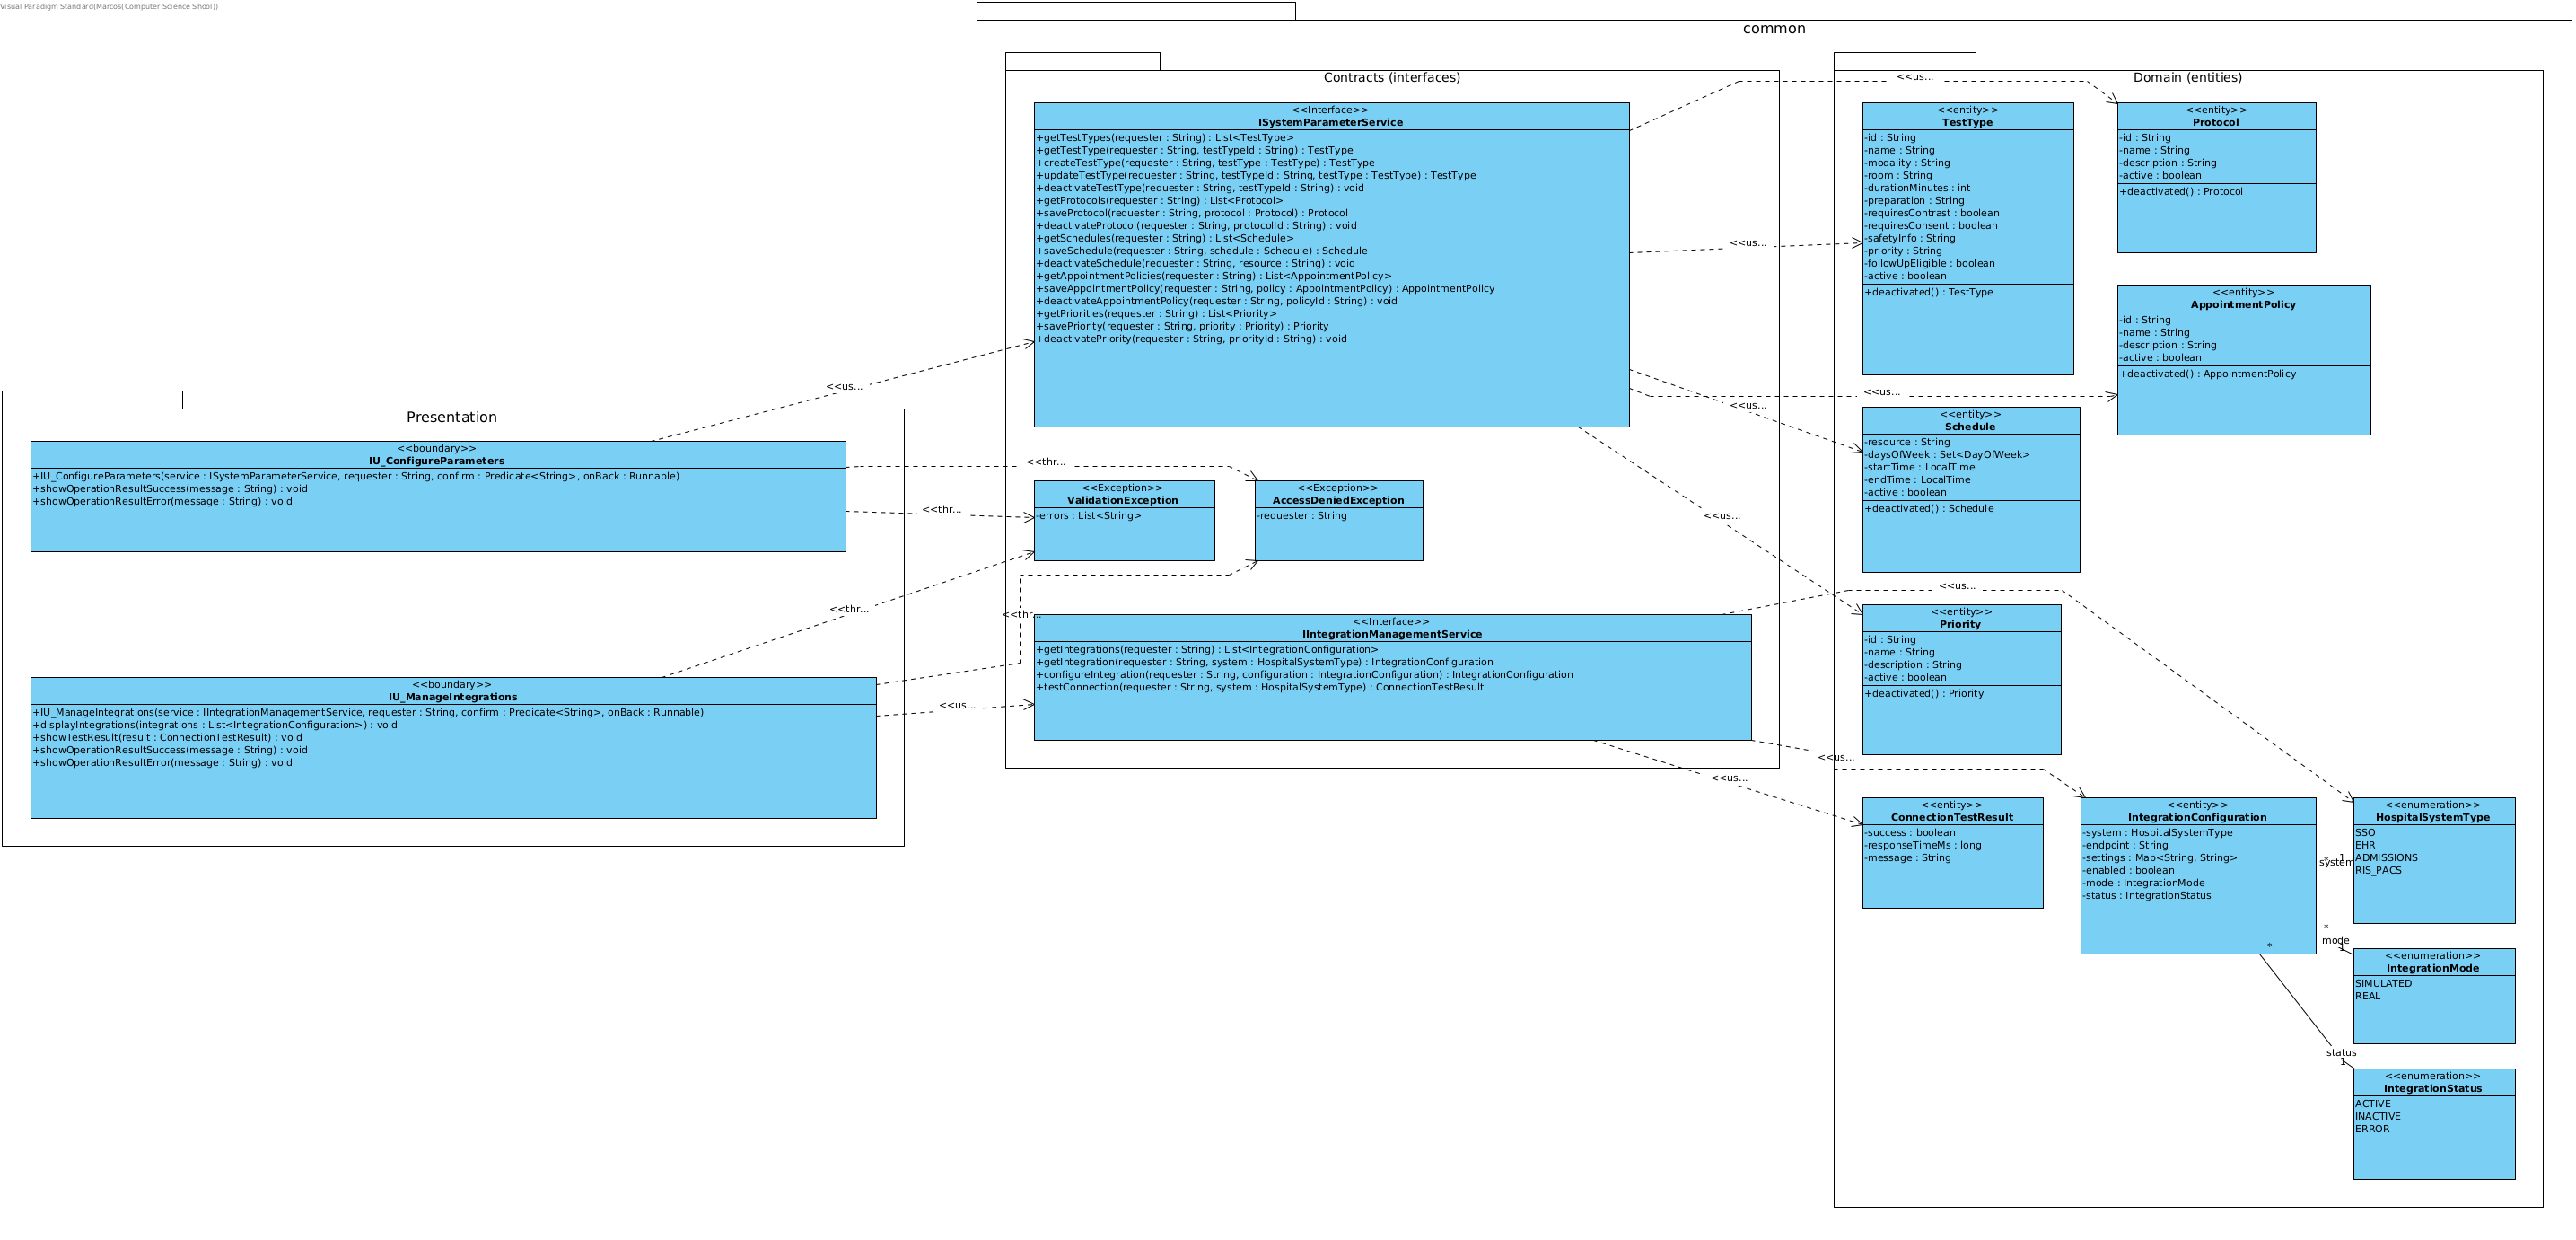 Visual Paradigm Standard(Marcos(Computer Science Shool))
common
Contracts (interfaces)
<<Interface>>
ISystemParameterService
+getTestTypes(requester : String) : List<TestType>
+getTestType(requester : String, testTypeId : String) : TestType
+createTestType(requester : String, testType : TestType) : TestType
+updateTestType(requester : String, testTypeId : String, testType : TestType) : TestType
+deactivateTestType(requester : String, testTypeId : String) : void
+getProtocols(requester : String) : List<Protocol>
+saveProtocol(requester : String, protocol : Protocol) : Protocol
+deactivateProtocol(requester : String, protocolId : String) : void
+getSchedules(requester : String) : List<Schedule>
+saveSchedule(requester : String, schedule : Schedule) : Schedule
+deactivateSchedule(requester : String, resource : String) : void
+getAppointmentPolicies(requester : String) : List<AppointmentPolicy>
+saveAppointmentPolicy(requester : String, policy : AppointmentPolicy) : AppointmentPolicy
+deactivateAppointmentPolicy(requester : String, policyId : String) : void
+getPriorities(requester : String) : List<Priority>
+savePriority(requester : String, priority : Priority) : Priority
+deactivatePriority(requester : String, priorityId : String) : void
<<Exception>>
ValidationException
-errors : List<String>
<<Exception>>
AccessDeniedException
-requester : String
<<Interface>>
IIntegrationManagementService
+getIntegrations(requester : String) : List<IntegrationConfiguration>
+getIntegration(requester : String, system : HospitalSystemType) : IntegrationConfiguration
+configureIntegration(requester : String, configuration : IntegrationConfiguration) : IntegrationConfiguration
+testConnection(requester : String, system : HospitalSystemType) : ConnectionTestResult
Presentation
<<boundary>>
IU_ConfigureParameters
+IU_ConfigureParameters(service : ISystemParameterService, requester : String, confirm : Predicate<String>, onBack : Runnable)
+showOperationResultSuccess(message : String) : void
+showOperationResultError(message : String) : void
<<boundary>>
IU_ManageIntegrations
+IU_ManageIntegrations(service : IIntegrationManagementService, requester : String, confirm : Predicate<String>, onBack : Runnable)
+displayIntegrations(integrations : List<IntegrationConfiguration>) : void
+showTestResult(result : ConnectionTestResult) : void
+showOperationResultSuccess(message : String) : void
+showOperationResultError(message : String) : void
<<us...
<<thr...
<<thr...
<<thr...
<<thr...
<<us...
<<us...
<<us...
<<us...
<<us...
<<us...
<<us...
<<us...
<<us...
Domain (entities)
<<entity>>
TestType
-id : String
-name : String
-modality : String
-room : String
-durationMinutes : int
-preparation : String
-requiresContrast : boolean
-requiresConsent : boolean
-safetyInfo : String
-priority : String
-followUpEligible : boolean
-active : boolean
+deactivated() : TestType
<<entity>>
Protocol
-id : String
-name : String
-description : String
-active : boolean
+deactivated() : Protocol
<<entity>>
AppointmentPolicy
-id : String
-name : String
-description : String
-active : boolean
+deactivated() : AppointmentPolicy
<<entity>>
Schedule
-resource : String
-daysOfWeek : Set<DayOfWeek>
-startTime : LocalTime
-endTime : LocalTime
-active : boolean
+deactivated() : Schedule
<<entity>>
Priority
-id : String
-name : String
-description : String
-active : boolean
+deactivated() : Priority
<<entity>>
ConnectionTestResult
-success : boolean
-responseTimeMs : long
-message : String
<<entity>>
IntegrationConfiguration
-system : HospitalSystemType
-endpoint : String
-settings : Map<String, String>
-enabled : boolean
-mode : IntegrationMode
-status : IntegrationStatus
<<enumeration>>
HospitalSystemType
SSO
EHR
ADMISSIONS
RIS_PACS
* 1
system
<<enumeration>>
IntegrationMode
SIMULATED
REAL
*
mode
1
<<enumeration>>
IntegrationStatus
ACTIVE
INACTIVE
ERROR
*
status
1